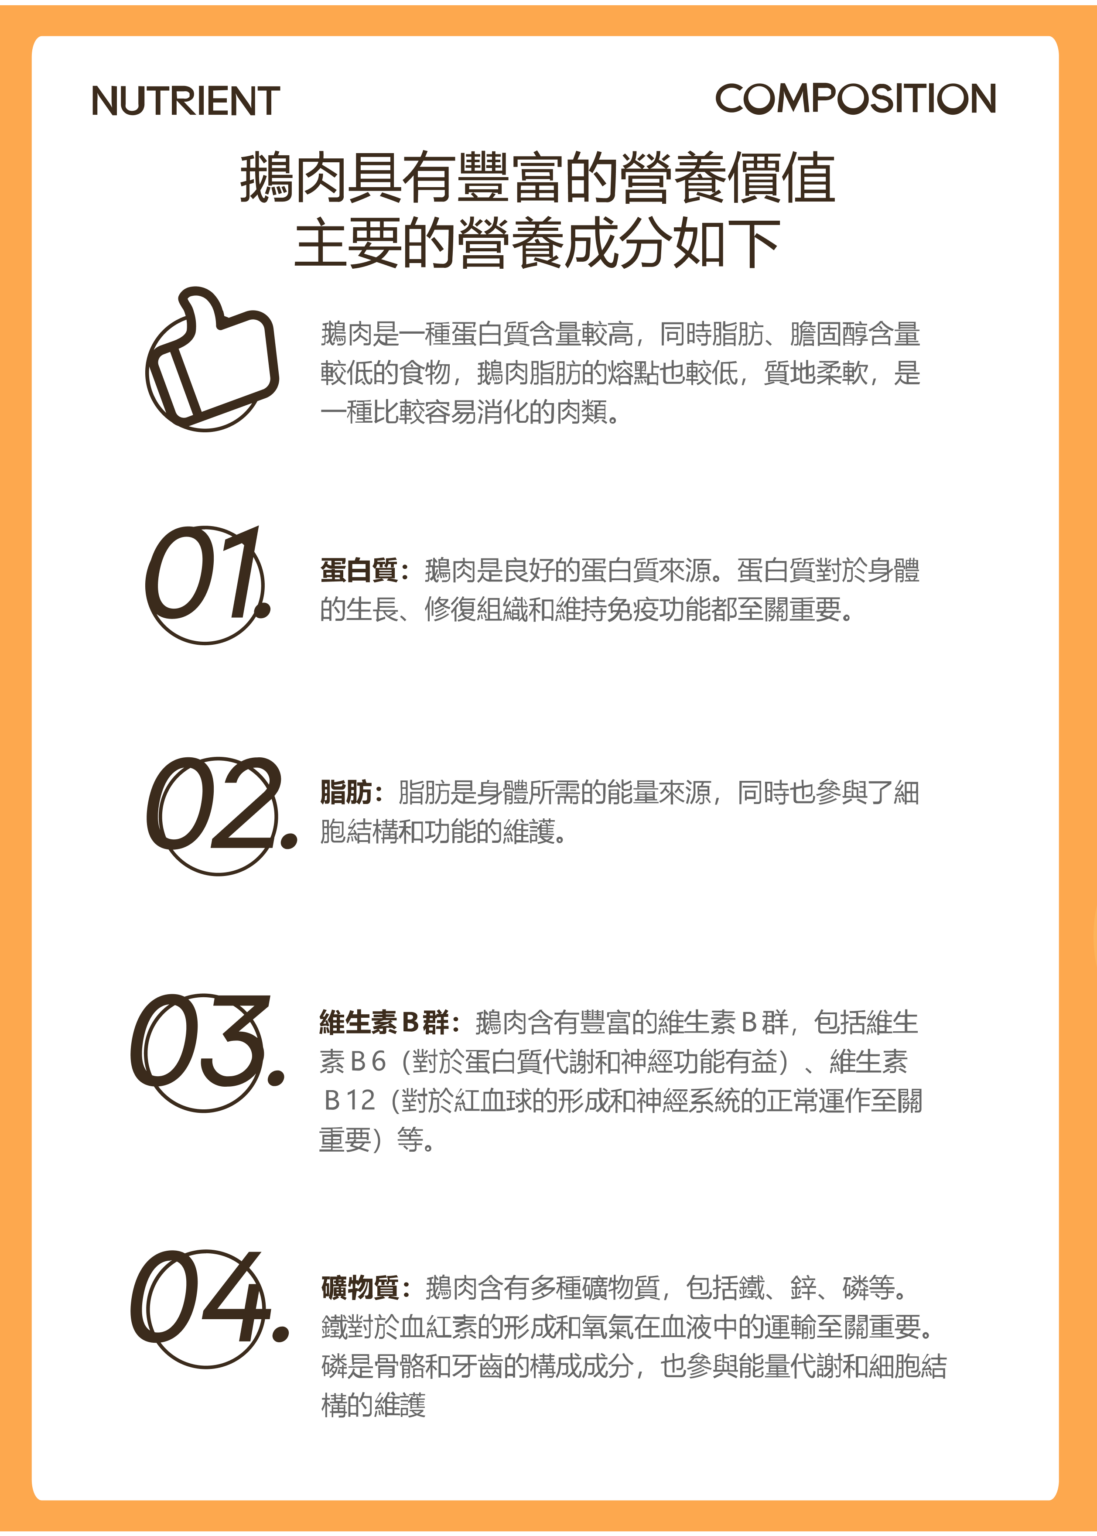 NUTRIENT
COMPOSITION
鵝肉具有豐富的營養價值
主要的營養成分如下
鵝肉是一種蛋白質含量較高，同時脂肪、膽固醇含量
較低的食物，鵝肉脂肪的熔點也較低，質地柔軟，是
一種比較容易消化的肉類。
01.
蛋白質：鵝肉是良好的蛋白質來源。蛋白質對於身體
的生長、修復組織和維持免疫功能都至關重要。
02.
脂肪：脂肪是身體所需的能量來源，同時也參與了細
胞結構和功能的維護。
03.
維生素B群：鵝肉含有豐富的維生素B群，包括維生
素B6（對於蛋白質代謝和神經功能有益）、維生素
B12（對於紅血球的形成和神經系統的正常運作至關
重要）等。
04.
礦物質：鵝肉含有多種礦物質，包括鐵、鋅、磷等。
鐵對於血紅素的形成和氧氣在血液中的運輸至關重要。
磷是骨骼和牙齒的構成成分，也參與能量代謝和細胞結
構的維護